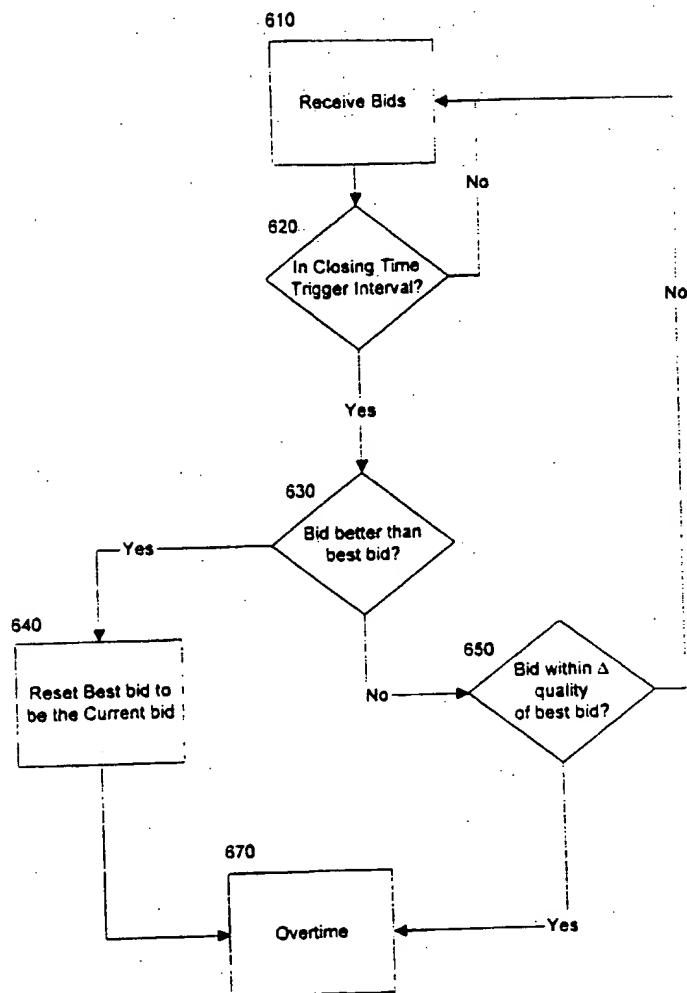 610
Receive Bids
No
620
In Closing Time
Trigger Interval?
No
Yes
630
Bid better than
best bid?
Yes
640
Reset Best bid to
be the Current bid
650
Bid within Δ
quality
of best bid?
No
670
Overtime
Yes